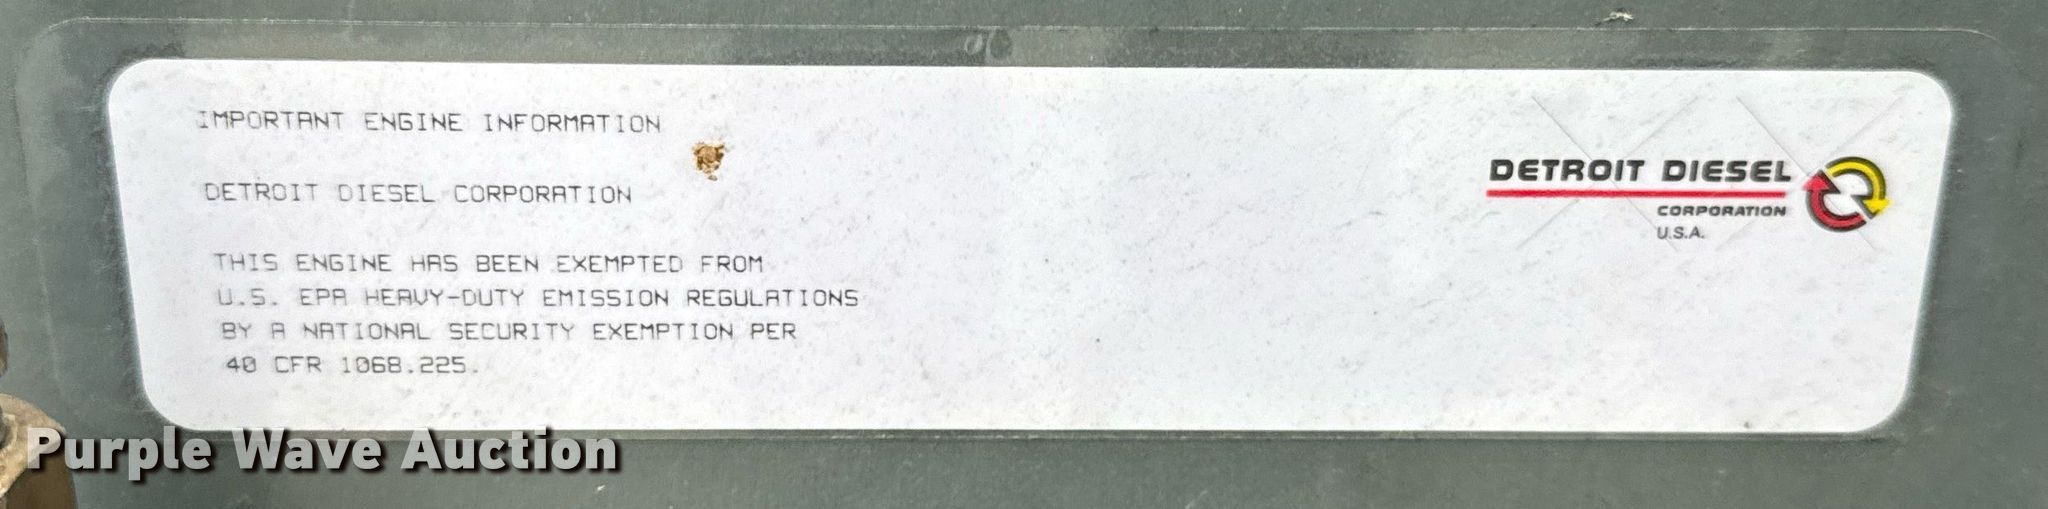 IMPORTANT ENGINE INFORMATION
DETROIT DIESEL CORPORATION
THIS ENGINE HAS BEEN EXEMPTED FROM
U.S. EPA HEAVY-DUTY EMISSION REGULATIONS
BY A NATIONAL SECURITY EXEMPTION PER
40 CFR 1068.225.
DETROIT DIESEL
CORPORATION
U.S.A.
Purple Wave Auction